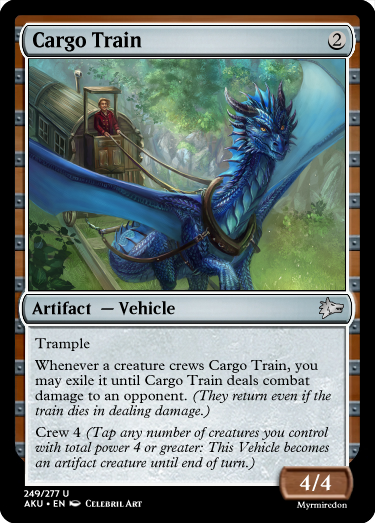 Cargo Train 2
Artifact — Vehicle
Trample
Whenever a creature crews Cargo Train, you
may exile it until Cargo Train deals combat
damage to an opponent. (They return even if the
train dies in dealing damage.)
Crew 4 (Tap any number of creatures you control
with total power 4 or greater: This Vehicle becomes
an artifact creature until end of turn.)
4/4
249/277 U
AKU • EN Celebril Art
Myrmiredon